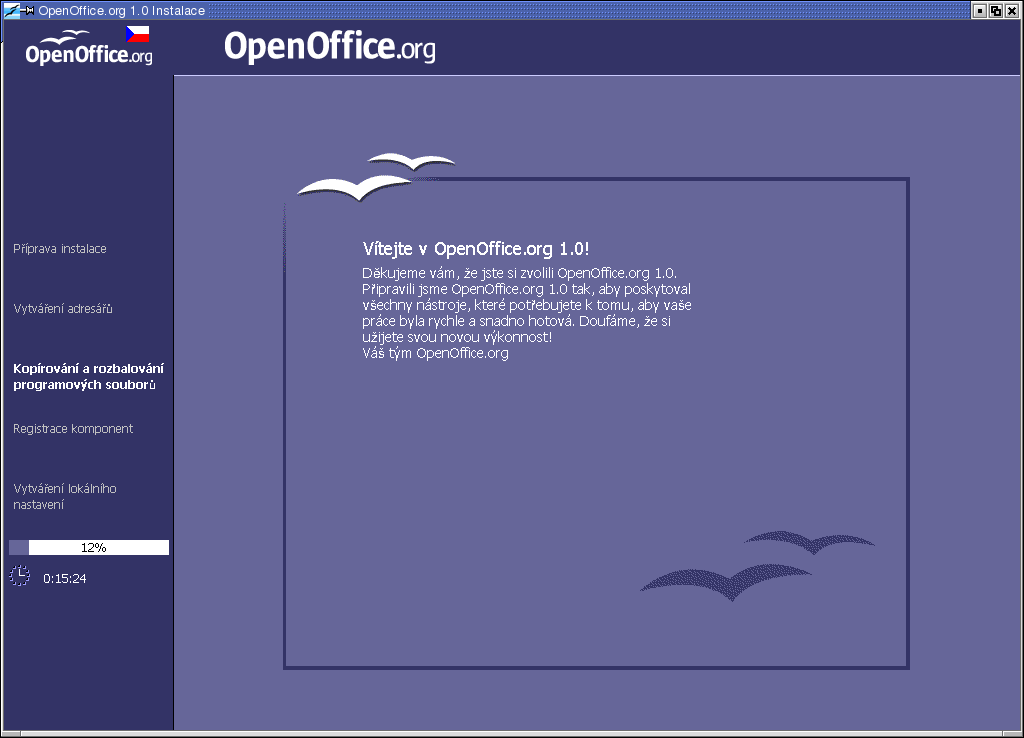 OpenOffice.org 1.0 Instalace
OpenOffice.org
OpenOffice.org
Příprava instalace
Vytváření adresářů
Kopírování a rozbalování
programových souborů
Registrace komponent
Vytváření lokálního
nastavení
12%
0:15:24
Vítejte v OpenOffice.org 1.0!
Děkujeme vám, že jste si zvolili OpenOffice.org 1.0.
Připravili jsme OpenOffice.org 1.0 tak, aby poskytoval
všechny nástroje, které potřebujete k tomu, aby vaše
práce byla rychle a snadno hotová. Doufáme, že si
užijete svou novou výkonnost!
Váš tým OpenOffice.org